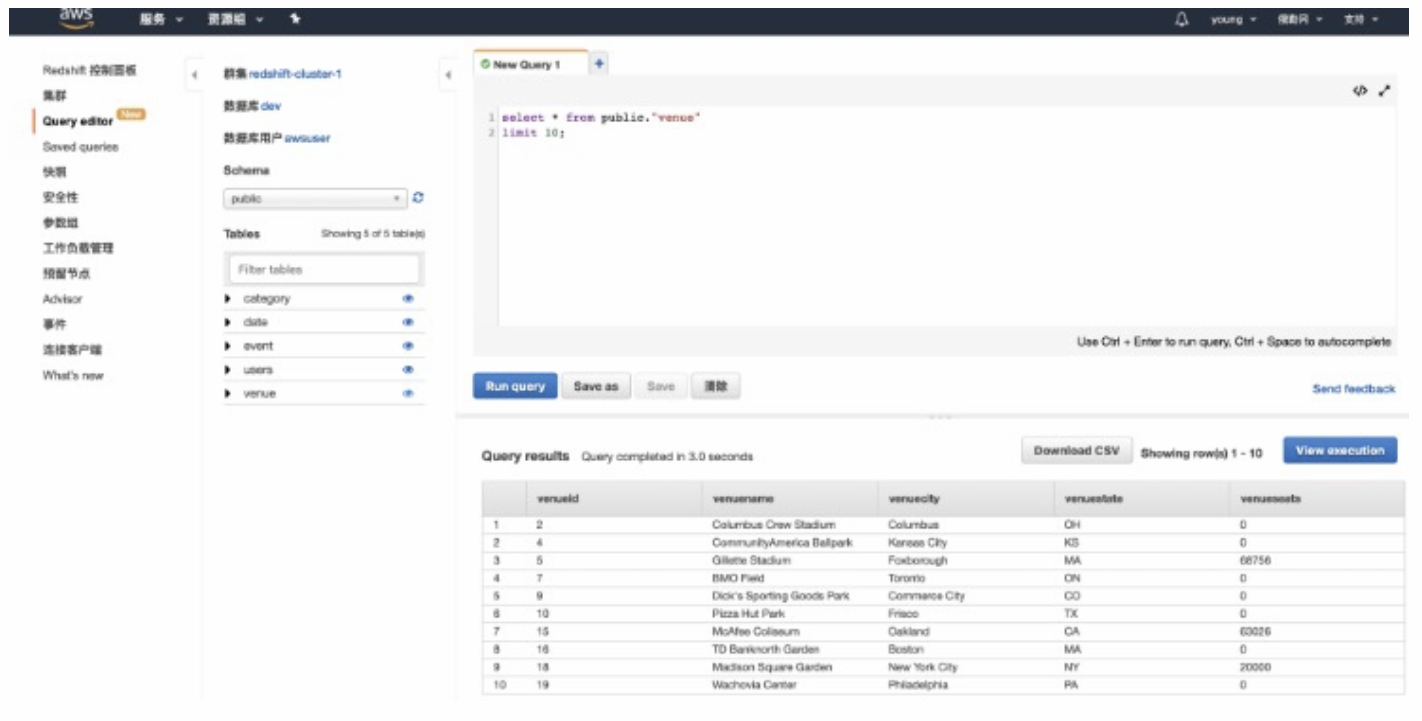 aws 服务 资源组 young 支持
Redshift 控制面板
集群
Query editor New
Saved queries
快照
安全性
参数组
工作负载管理
预留节点
Advisor
事件
连接客户端
What's new
群集 redshift-cluster-1
数据库 dev
数据库用户 awsuser
Schema
public
Tables Showing 5 of 5 table(s)
Filter tables
category
date
event
users
venue
New Query 1 +
1 select * from public."venue"
2 limit 10;
Use Ctrl + Enter to run query, Ctrl + Space to autocomplete
Run query Save as Save 清除
Send feedback
Query results Query completed in 3.0 seconds
Download CSV Showing row(s) 1 - 10 View execution
venueid venuename venuecity venuestate venueseats
1 2 Columbus Crew Stadium Columbus OH 0
2 4 CommunityAmerica Ballpark Kansas City KS 0
3 5 Gillette Stadium Foxborough MA 68756
4 7 BMO Field Toronto ON 0
5 9 Dick's Sporting Goods Park Commerce City CO 0
6 10 Pizza Hut Park Frisco TX 0
7 15 McAfee Coliseum Oakland CA 63026
8 16 TD Banknorth Garden Boston MA 0
9 18 Madison Square Garden New York City NY 20000
10 19 Wachovia Center Philadelphia PA 0